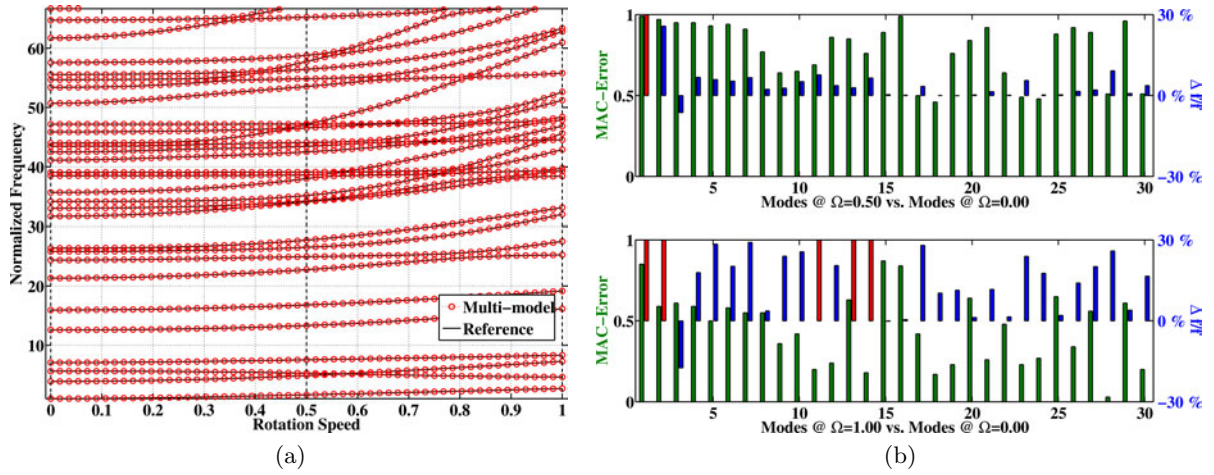 60
50
40
30
20
10
Normalized Frequency
Multi-model
Reference
0 0.1 0.2 0.3 0.4 0.5 0.6 0.7 0.8 0.9 1
Rotation Speed
(a)
1
0.5
0
MAC-Error
30 %
0 %
-30 %
Δ f/f
5 10 15 20 25 30
Modes @ Ω=0.50 vs. Modes @ Ω=0.00
1
0.5
0
MAC-Error
30 %
0 %
-30 %
Δ f/f
5 10 15 20 25 30
Modes @ Ω=1.00 vs. Modes @ Ω=0.00
(b)